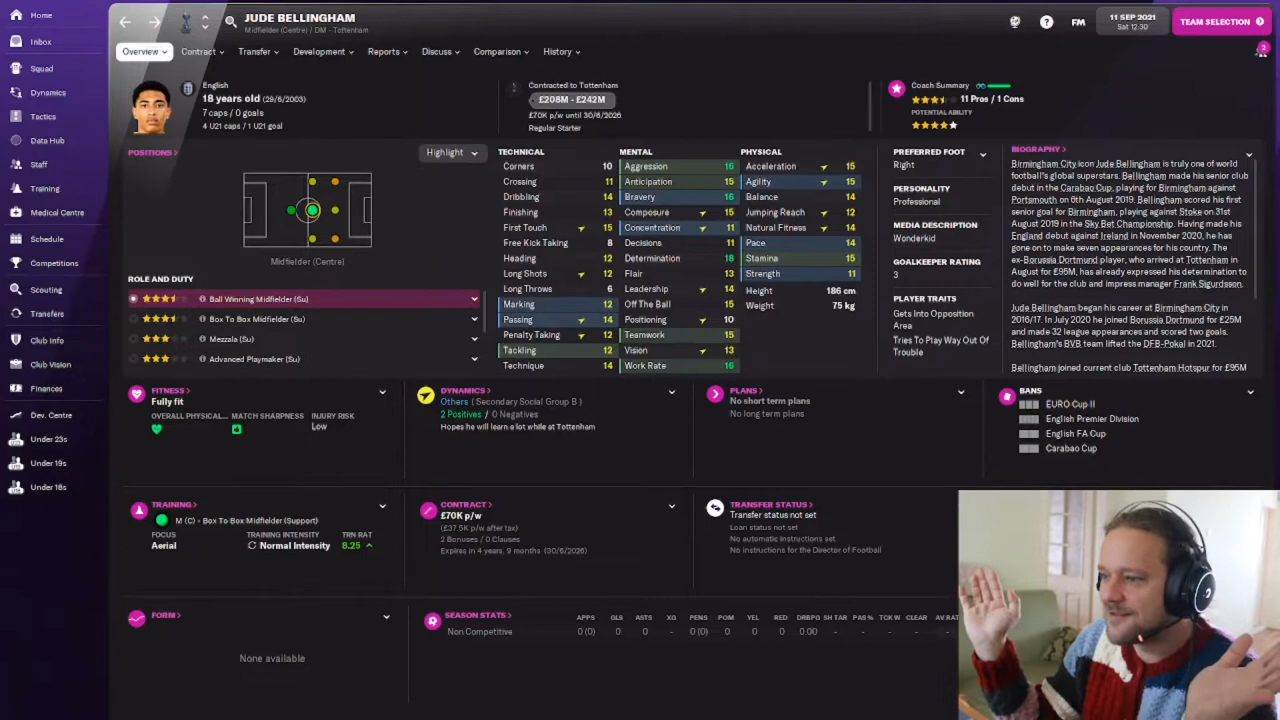 Home
Inbox
Squad
Dynamics
Tactics
Data Hub
Staff
Training
Medical Centre
Schedule
Competitions
Scouting
Transfers
Club Info
Club Vision
Finances
Dev. Centre
Under 23s
Under 19s
Under 18s
JUDE BELLINGHAM
Midfielder (Centre) / DM - Tottenham
FM
11 SEP 2021
Sat 12:30
TEAM SELECTION
Overview
Contract
Transfer
Development
Reports
Discuss
Comparison
History
2
English
18 years old (29/6/2003)
7 caps / 0 goals
4 U21 caps / 1 U21 goal
Contracted to Tottenham
£208M - £242M
£70K p/w until 30/6/2026
Regular Starter
Coach Summary
11 Pros / 1 Cons
POTENTIAL ABILITY
POSITIONS
Highlight
Midfielder (Centre)
ROLE AND DUTY
Ball Winning Midfielder (Su)
Box To Box Midfielder (Su)
Mezzala (Su)
Advanced Playmaker (Su)
TECHNICAL
Corners 10
Crossing 11
Dribbling 14
Finishing 13
First Touch 15
Free Kick Taking 8
Heading 12
Long Shots 12
Long Throws 6
Marking 12
Passing 14
Penalty Taking 12
Tackling 12
Technique 14
MENTAL
Aggression 16
Anticipation 15
Bravery 15
Composure 15
Concentration 11
Decisions 11
Determination 18
Flair 13
Leadership 14
Off The Ball 15
Positioning 10
Teamwork 15
Vision 13
Work Rate 16
PHYSICAL
Acceleration 15
Agility 15
Balance 14
Jumping Reach 12
Natural Fitness 14
Pace 14
Stamina 15
Strength 11
Height 186 cm
Weight 75 kg
PREFERRED FOOT
Right
PERSONALITY
Professional
MEDIA DESCRIPTION
Wonderkid
GOALKEEPER RATING
3
PLAYER TRAITS
Gets Into Opposition
Area
Tries To Play Way Out Of
Trouble
BIOGRAPHY
Birmingham City icon Jude Bellingham is truly one of world
football's global superstars. Bellingham made his senior club
debut in the Carabao Cup, playing for Birmingham against
Portsmouth on 6th August 2019. Bellingham scored his first
senior goal for Birmingham, playing against Stoke on 31st
August 2019 in the Sky Bet Championship. Having made his
England debut against Ireland in November 2020, he has
gone on to make seven appearances for his country. The
ex-Borussia Dortmund player, who arrived at Tottenham in
August for £95M, has already expressed his determination to
do well for the club and impress manager Frank Sigurdsson.
Jude Bellingham began his career at Birmingham City in
2016/17. In July 2020 he joined Borussia Dortmund for £25M
and made 32 league appearances and scored two goals.
Bellingham's BVB team lifted the DFB-Pokal in 2021.
Bellingham joined current club Tottenham Hotspur for £95M
FITNESS
Fully fit
OVERALL PHYSICAL... MATCH SHARPNESS INJURY RISK
Low
DYNAMICS
Others ( Secondary Social Group B )
2 Positives / 0 Negatives
Hopes he will learn a lot while at Tottenham
PLANS
No short term plans
No long term plans
BANS
EURO Cup II
English Premier Division
English FA Cup
Carabao Cup
TRAINING
M (C) - Box To Box Midfielder (Support)
FOCUS TRAINING INTENSITY TRN RAT
Aerial Normal Intensity 8.25
CONTRACT
£70K p/w
(£37.5K p/w after tax)
2 Bonuses / 0 Clauses
Expires in 4 years, 9 months (30/6/2026)
TRANSFER STATUS
Transfer status not set
Loan status not set
No automatic instructions set
No instructions for the Director of Football
FORM
None available
SEASON STATS APPS GLS ASTS XG PENS POM YEL RED DRBPG SH TAR PAS % TCK W CLEAR AV RAT
Non Competitive 0 (0) 0 0 - 0 (0) 0 0 0 0.00 - - - - -